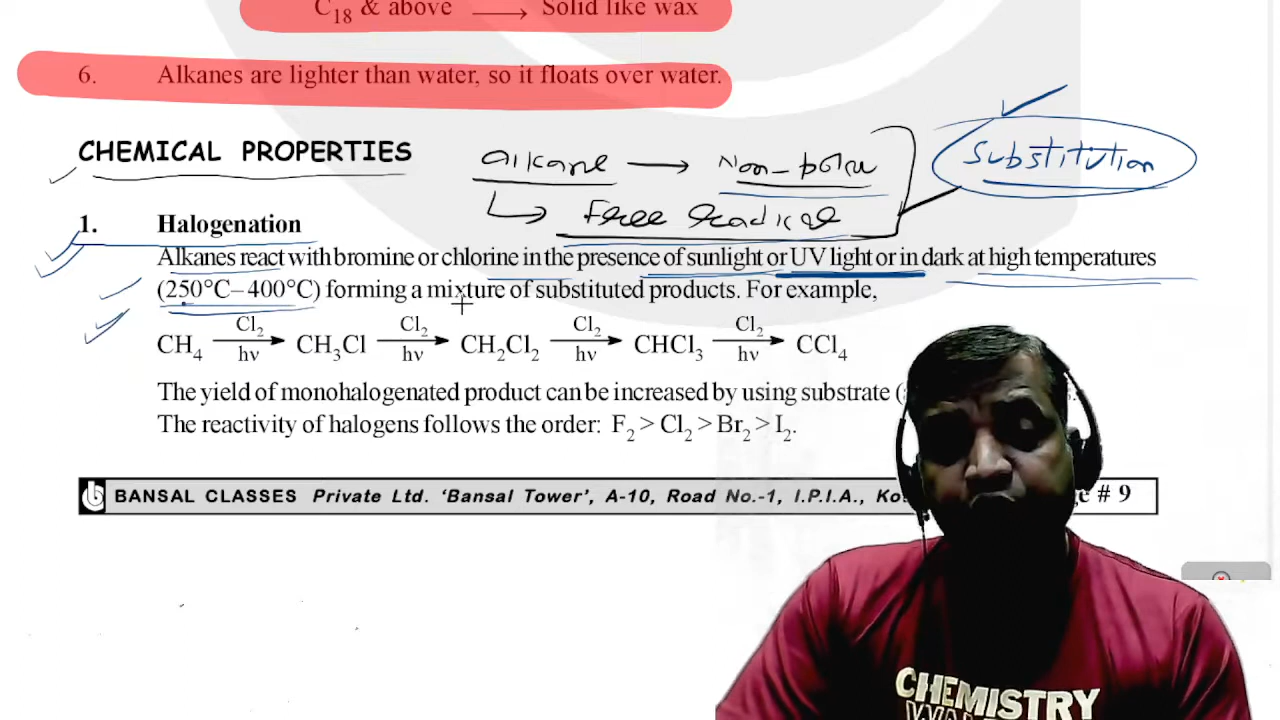 C18 & above ⟶ Solid like wax
6. Alkanes are lighter than water, so it floats over water.
CHEMICAL PROPERTIES
alkane → Non-polar
↳ Free Radical
Substitution
1. Halogenation
Alkanes react with bromine or chlorine in the presence of sunlight or UV light or in dark at high temperatures
(250°C–400°C) forming a mixture of substituted products. For example,
CH4 —Cl2/hν→ CH3Cl —Cl2/hν→ CH2Cl2 —Cl2/hν→ CHCl3 —Cl2/hν→ CCl4
The yield of monohalogenated product can be increased by using substrate (
The reactivity of halogens follows the order: F2 > Cl2 > Br2 > I2.
BANSAL CLASSES Private Ltd. ‘Bansal Tower’, A-10, Road No.-1, I.P.I.A., # 9
CHEMISTRY